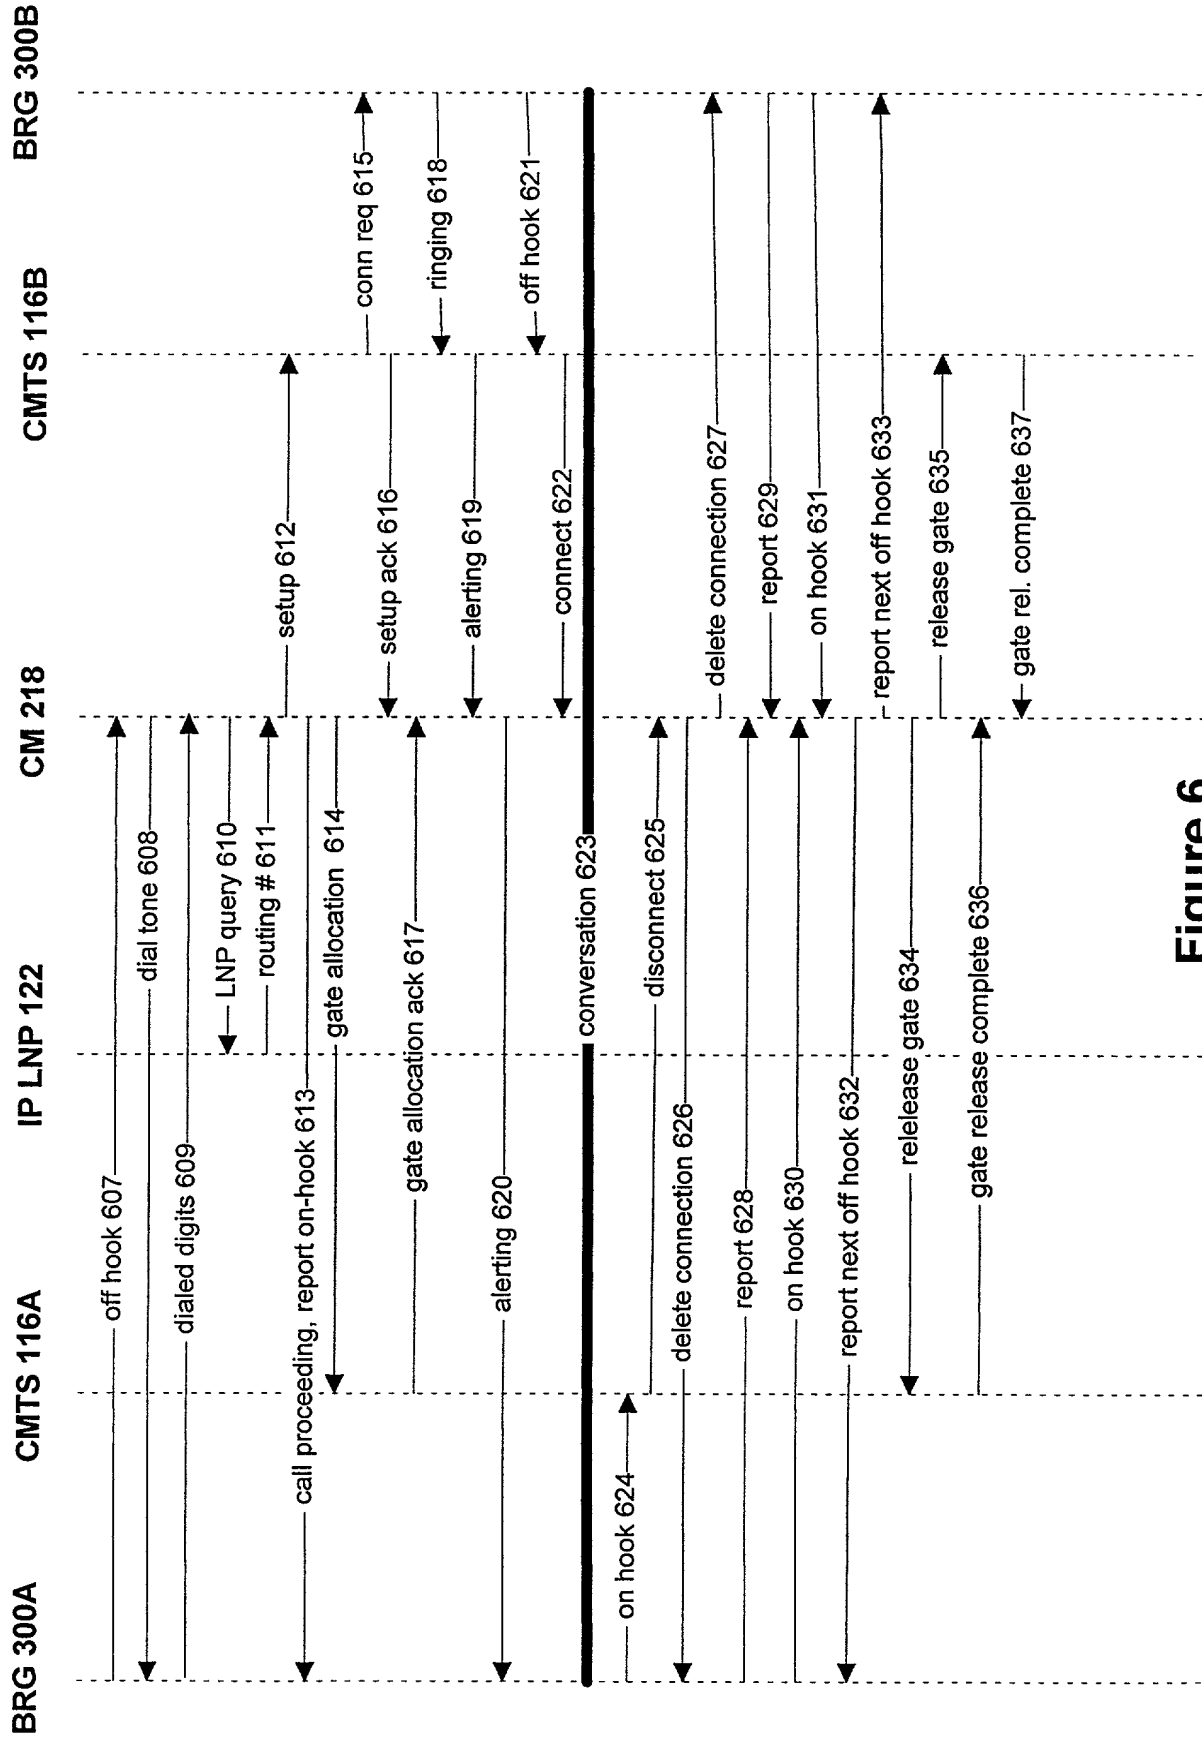 BRG 300A
CMTS 116A
IP LNP 122
CM 218
CMTS 116B
BRG 300B
off hook 607
dial tone 608
dialed digits 609
LNP query 610
routing # 611
setup 612
call proceeding, report on-hook 613
gate allocation 614
conn req 615
setup ack 616
gate allocation ack 617
ringing 618
alerting 619
alerting 620
off hook 621
connect 622
conversation 623
on hook 624
disconnect 625
delete connection 626
delete connection 627
report 628
report 629
on hook 630
on hook 631
report next off hook 632
report next off hook 633
relelease gate 634
release gate 635
gate release complete 636
gate rel. complete 637
Figure 6